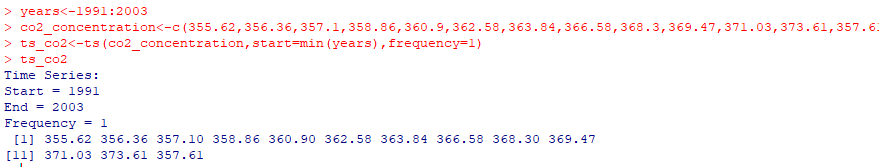 > years<-1991:2003
> co2_concentration<-c(355.62,356.36,357.1,358.86,360.9,362.58,363.84,366.58,368.3,369.47,371.03,373.61,357.61
> ts_co2<-ts(co2_concentration,start=min(years),frequency=1)
> ts_co2
Time Series:
Start = 1991
End = 2003
Frequency = 1
[1] 355.62 356.36 357.10 358.86 360.90 362.58 363.84 366.58 368.30 369.47
[11] 371.03 373.61 357.61